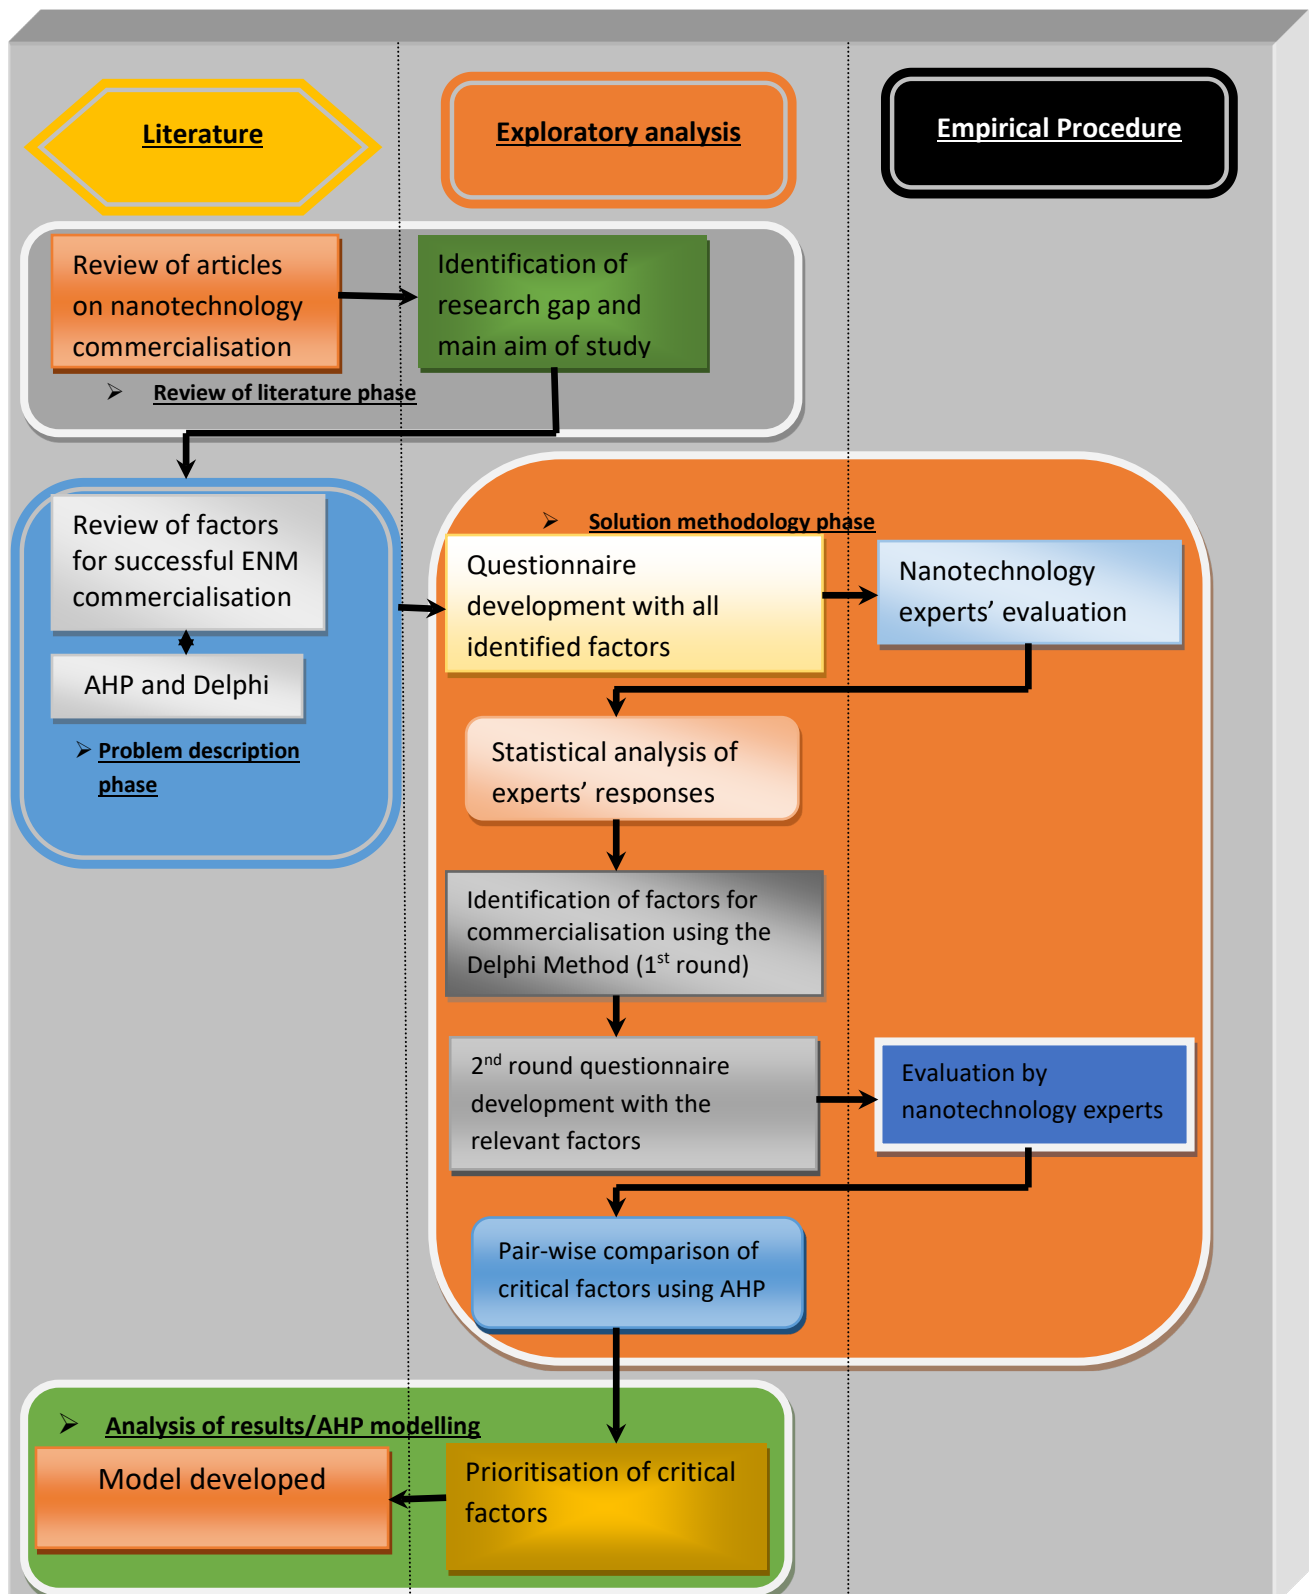 Literature
Exploratory analysis
Empirical Procedure
Review of articles
on nanotechnology
commercialisation
Identification of
research gap and
main aim of study
➢ Review of literature phase
Review of factors
for successful ENM
commercialisation
AHP and Delphi
➢ Problem description
phase
➢ Solution methodology phase
Questionnaire
development with all
identified factors
Nanotechnology
experts’ evaluation
Statistical analysis of
experts’ responses
Identification of factors for
commercialisation using the
Delphi Method (1st round)
2nd round questionnaire
development with the
relevant factors
Evaluation by
nanotechnology experts
Pair-wise comparison of
critical factors using AHP
➢ Analysis of results/AHP modelling
Model developed
Prioritisation of critical
factors